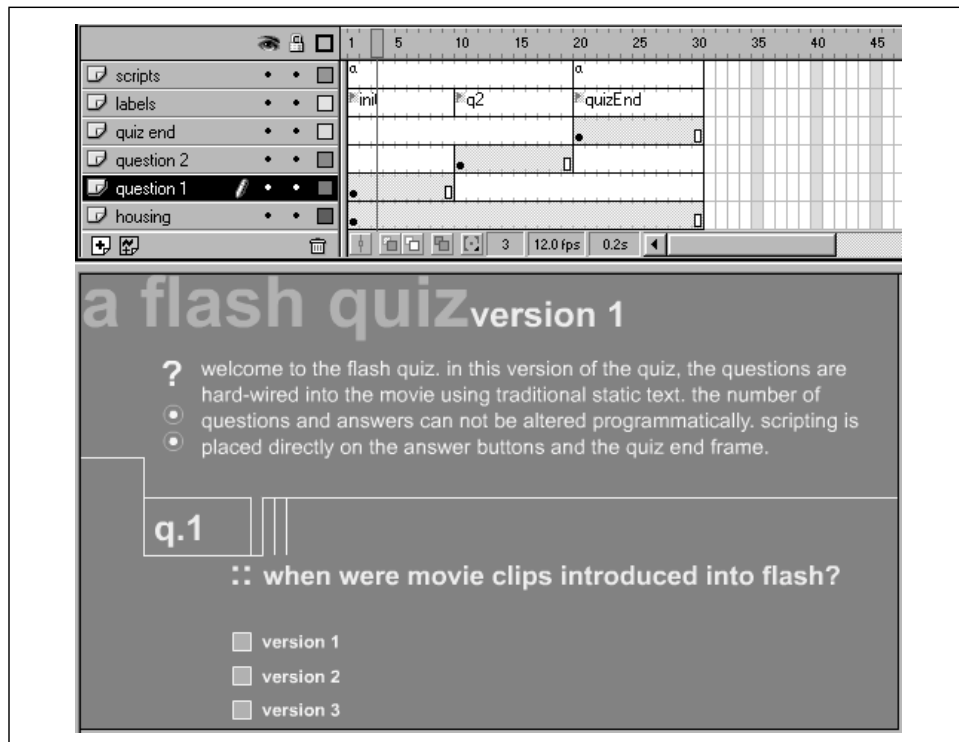 1 5 10 15 20 25 30 35 40 45
scripts a a
labels init q2 quizEnd
quiz end
question 2
question 1
housing
3 12.0 fps 0.2s
a flash quiz version 1
? welcome to the flash quiz. in this version of the quiz, the questions are
hard-wired into the movie using traditional static text. the number of
questions and answers can not be altered programmatically. scripting is
placed directly on the answer buttons and the quiz end frame.
q.1
:: when were movie clips introduced into flash?
version 1
version 2
version 3